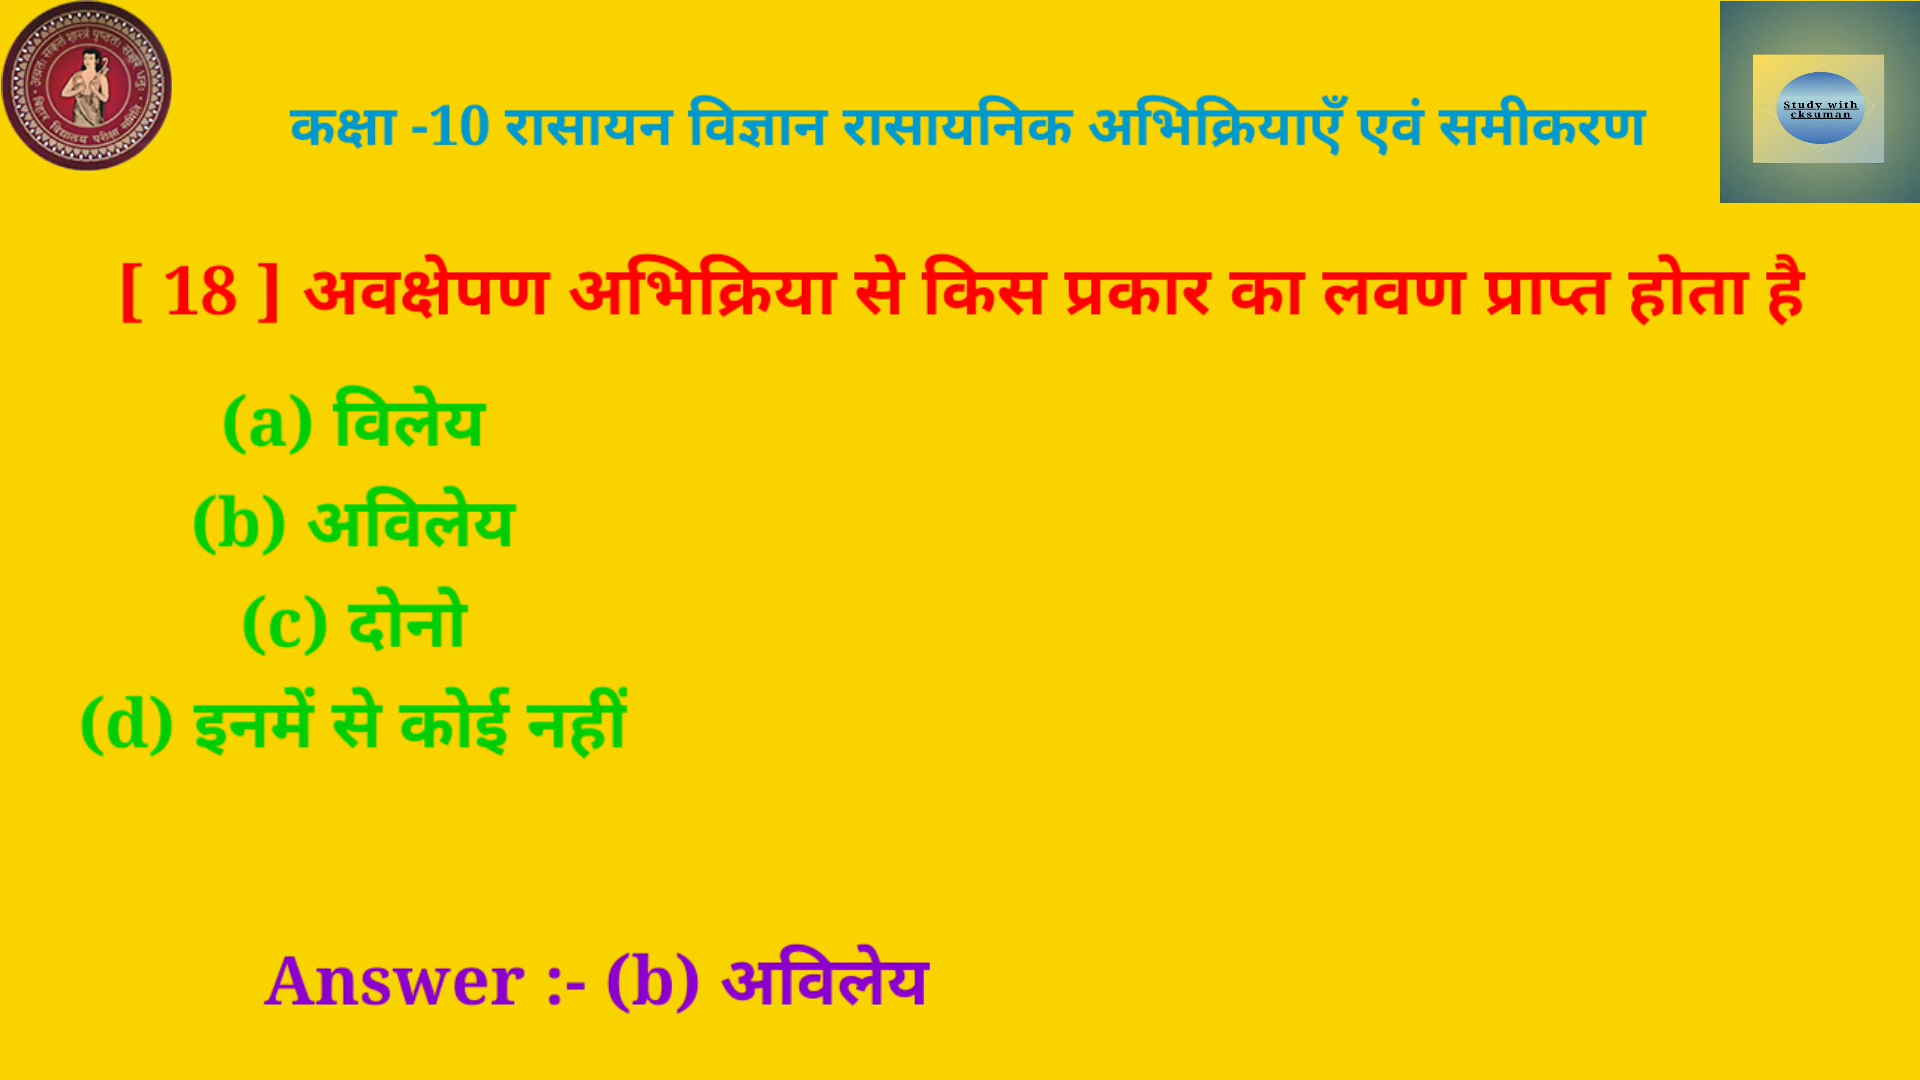 कक्षा -10 रासायन विज्ञान रासायनिक अभिक्रियाएँ एवं समीकरण
Study with
cksuman
[ 18 ] अवक्षेपण अभिक्रिया से किस प्रकार का लवण प्राप्त होता है
(a) विलेय
(b) अविलेय
(c) दोनो
(d) इनमें से कोई नहीं
Answer :- (b) अविलेय